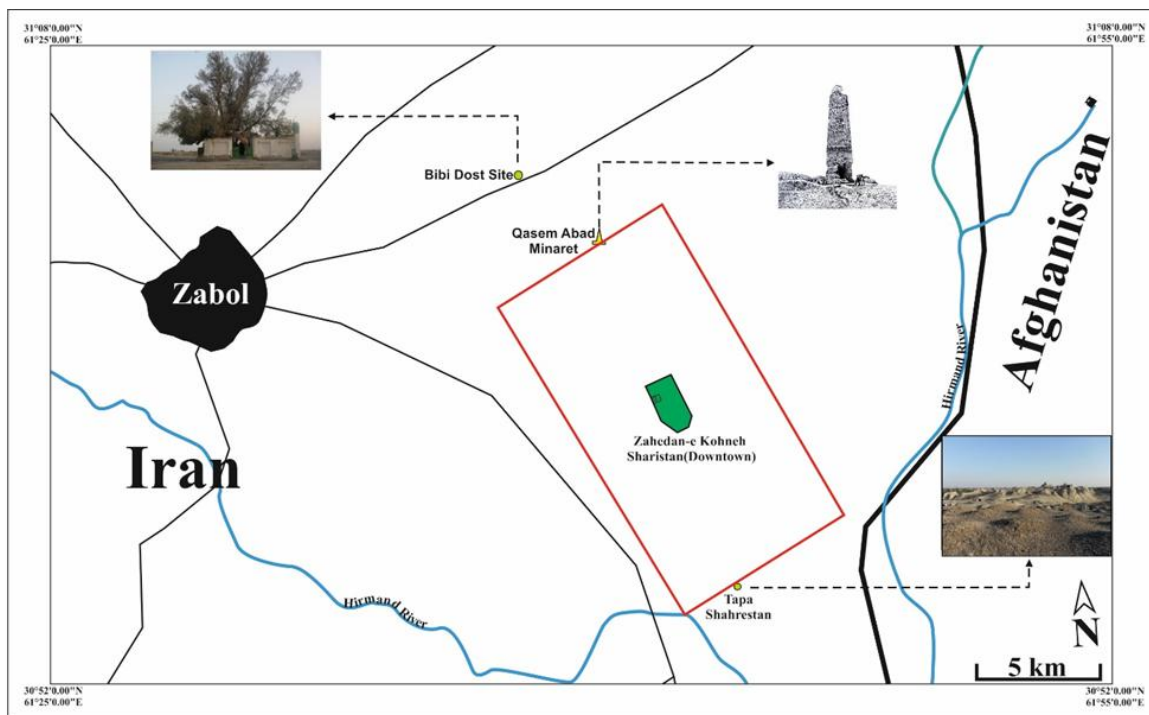 31°08'0.00"N
61°25'0.00"E
31°08'0.00"N
61°55'0.00"E
Bibi Dost Site
Qasem Abad
Minaret
Zabol
Afghanistan
Hirmand River
Zahedan-e Kohneh
Sharistan(Downtown)
Iran
Hirmand River
Tapa
Shahrestan
N
5 km
30°52'0.00"N
61°25'0.00"E
30°52'0.00"N
61°55'0.00"E